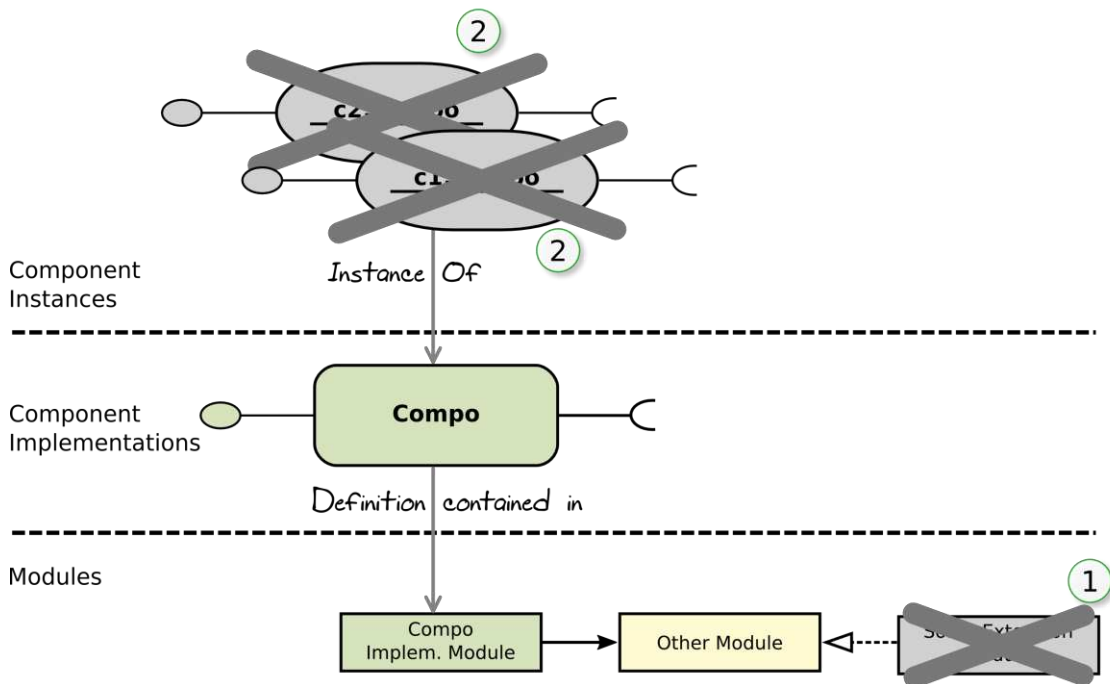 2
2
Instance Of
Component
Instances
Compo
Component
Implementations
Definition contained in
Modules
1
Compo
Implem. Module
Other Module